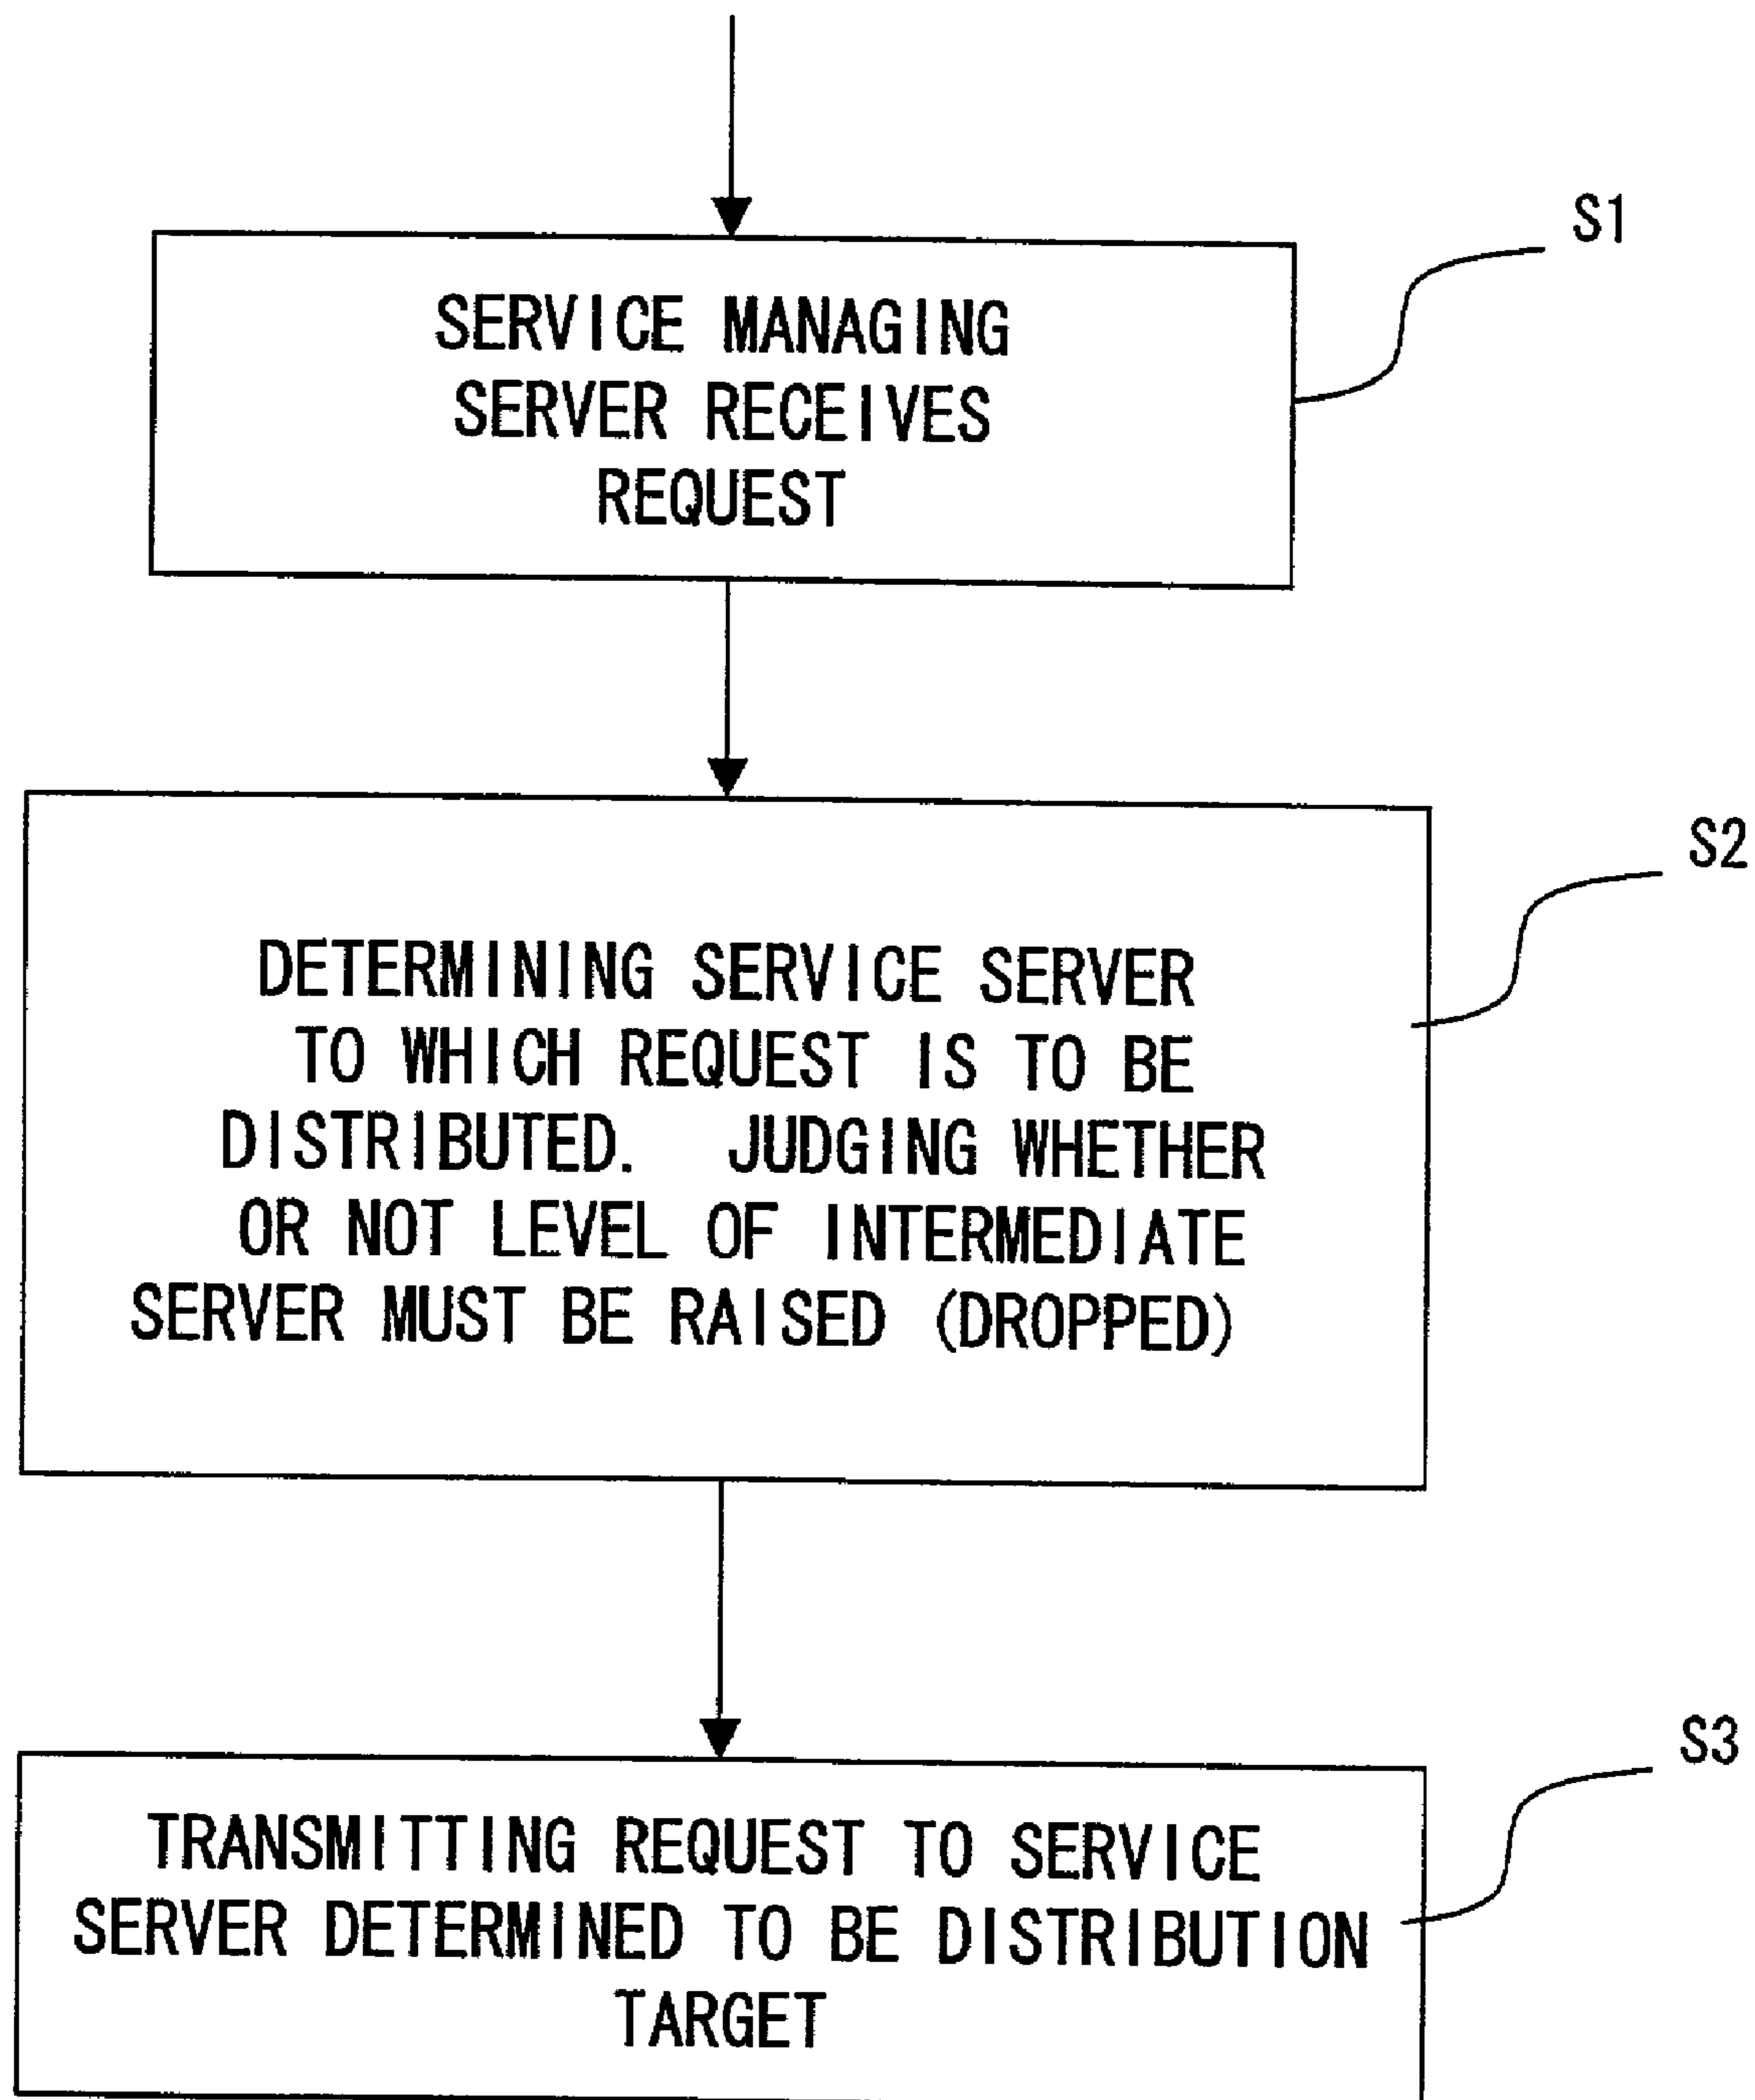 S1
SERVICE MANAGING
SERVER RECEIVES
REQUEST
S2
DETERMINING SERVICE SERVER
TO WHICH REQUEST IS TO BE
DISTRIBUTED. JUDGING WHETHER
OR NOT LEVEL OF INTERMEDIATE
SERVER MUST BE RAISED (DROPPED)
S3
TRANSMITTING REQUEST TO SERVICE
SERVER DETERMINED TO BE DISTRIBUTION
TARGET